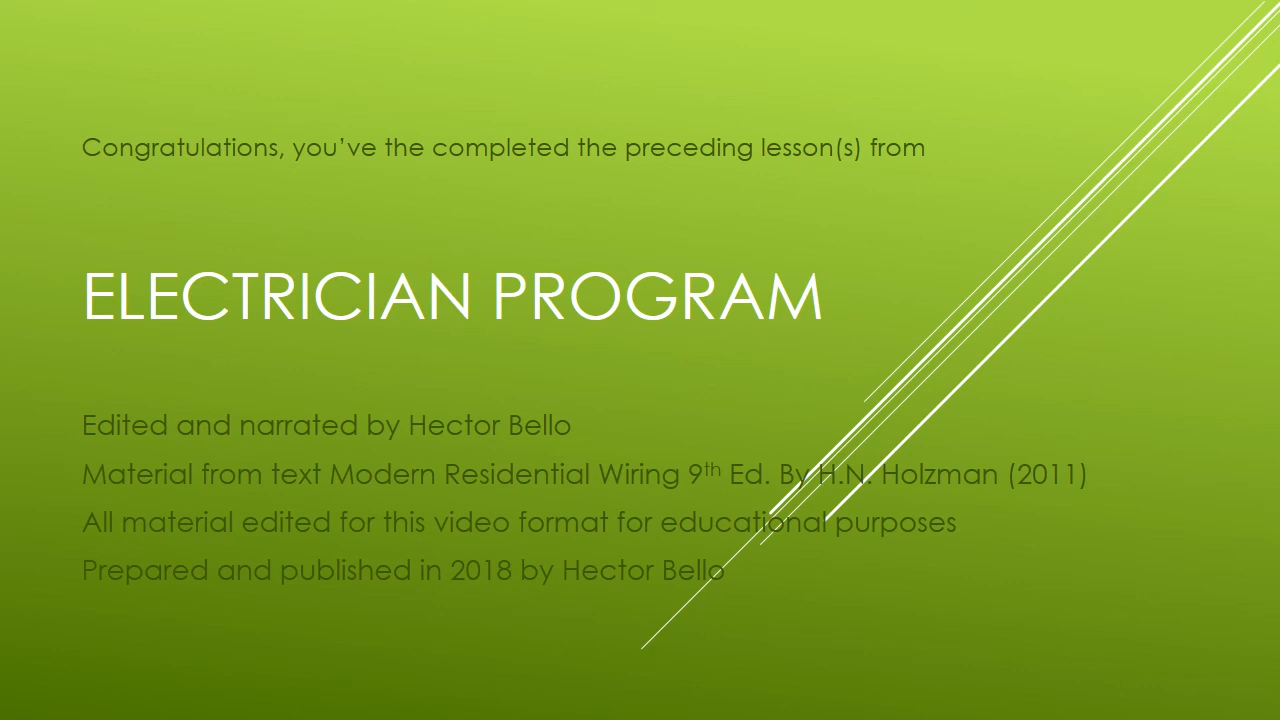 Congratulations, you’ve the completed the preceding lesson(s) from
ELECTRICIAN PROGRAM
Edited and narrated by Hector Bello
Material from text Modern Residential Wiring 9th Ed. By H.N. Holzman (2011)
All material edited for this video format for educational purposes
Prepared and published in 2018 by Hector Bello